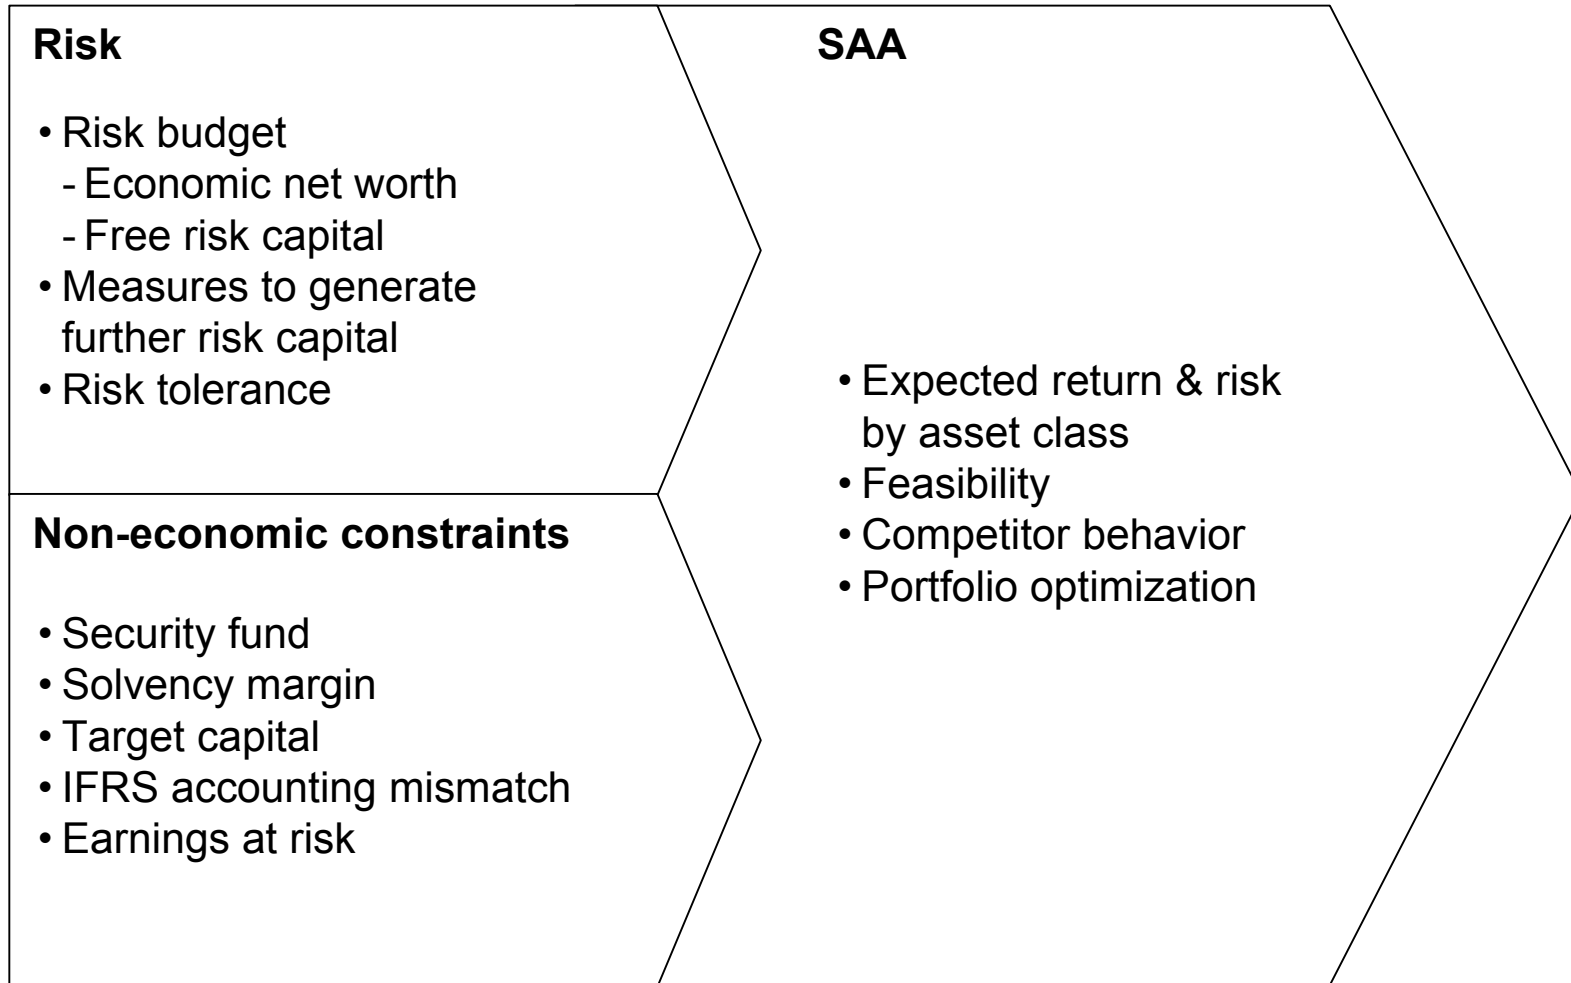 Risk
• Risk budget
- Economic net worth
- Free risk capital
• Measures to generate
further risk capital
• Risk tolerance
Non-economic constraints
• Security fund
• Solvency margin
• Target capital
• IFRS accounting mismatch
• Earnings at risk
SAA
• Expected return & risk
by asset class
• Feasibility
• Competitor behavior
• Portfolio optimization